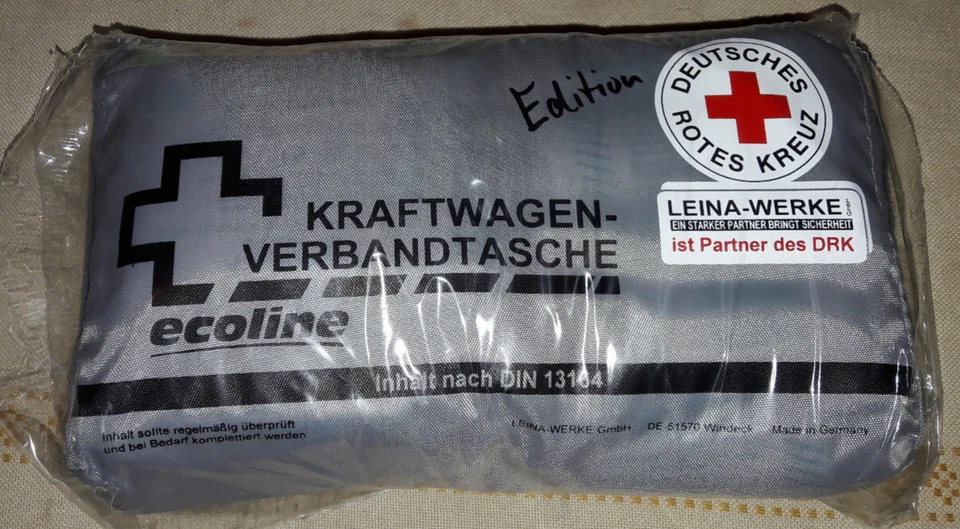 Edition
DEUTSCHES
ROTES KREUZ
KRAFTWAGEN-
VERBANDTASCHE
LEINA-WERKE GmbH
EIN STARKER PARTNER BRINGT SICHERHEIT
ist Partner des DRK
ecoline
Inhalt nach DIN 13164
Inhalt sollte regelmäßig überprüft
und bei Bedarf komplettiert werden
LEINA-WERKE GmbH DE-51570 Windeck Made in Germany